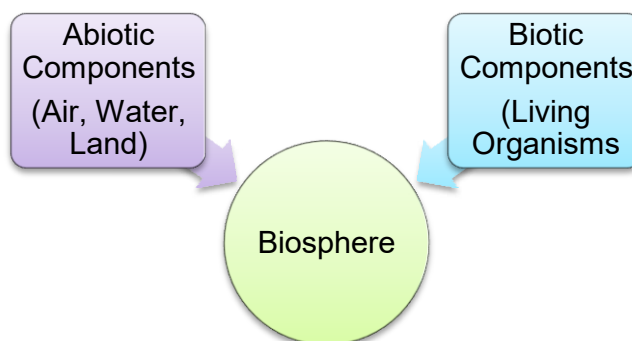 Abiotic
Components
(Air, Water,
Land)
Biotic
Components
(Living
Organisms
Biosphere